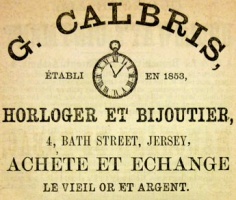 G. CALBRIS,
ÉTABLI EN 1853,
HORLOGER ET BIJOUTIER,
4, BATH STREET, JERSEY,
ACHÈTE ET ECHANGE
LE VIEIL OR ET ARGENT.